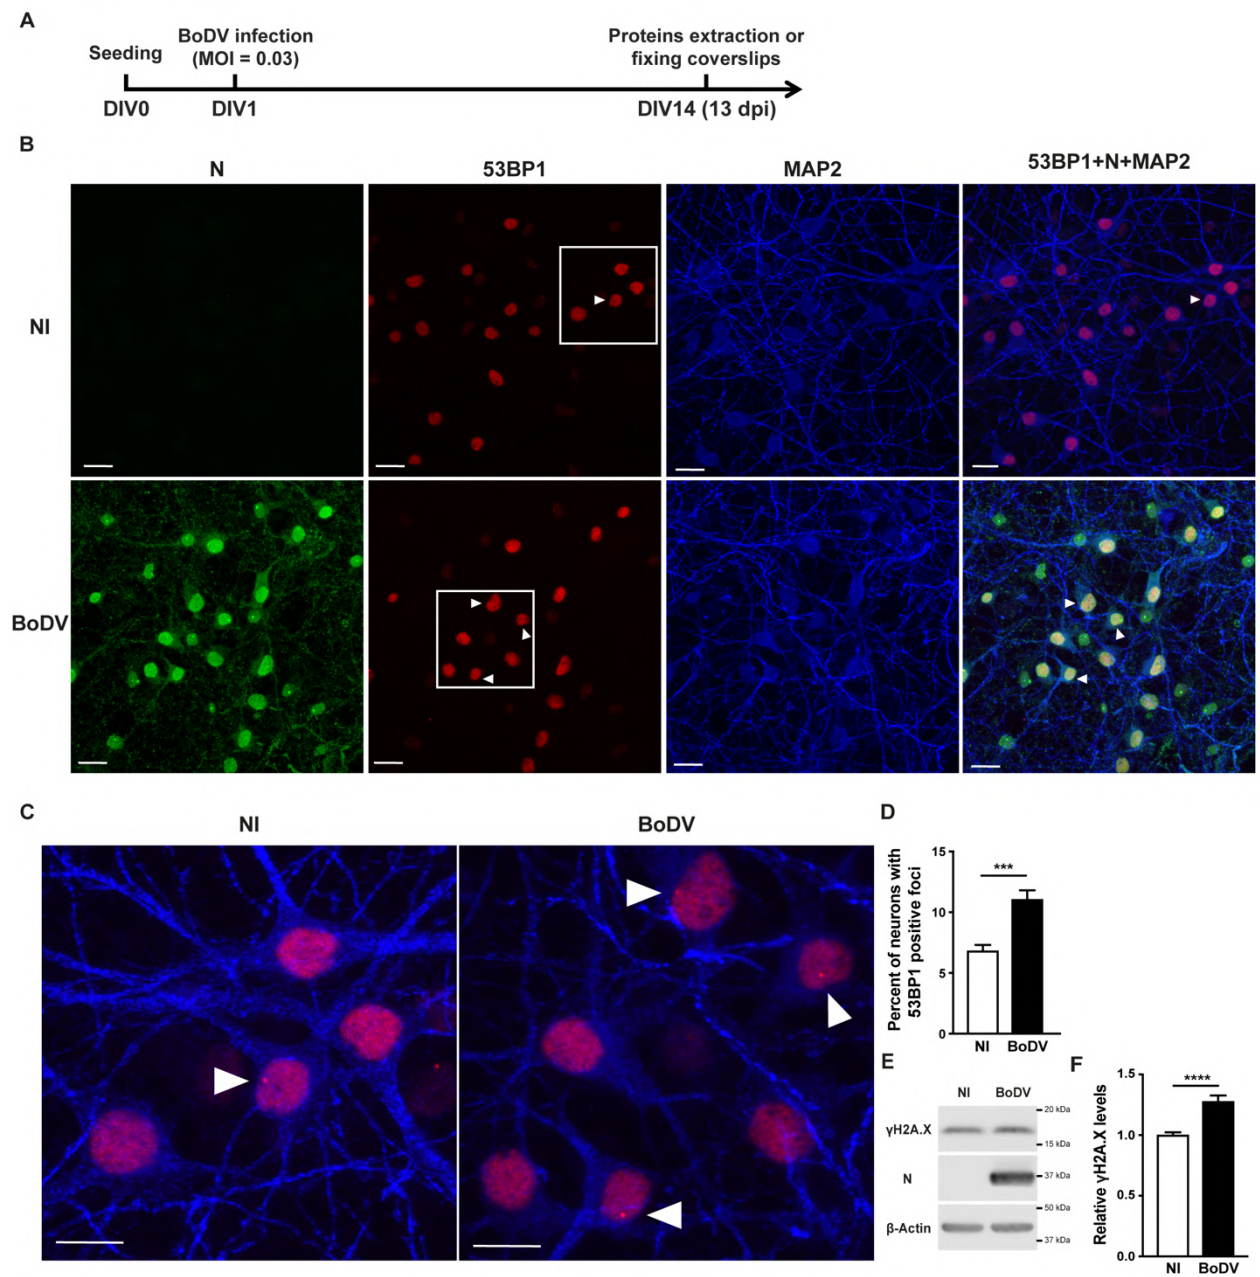 A
Seeding
BoDV infection
(MOI = 0.03)
Proteins extraction or
fixing coverslips
DIV0
DIV1
DIV14 (13 dpi)
B
N
53BP1
MAP2
53BP1+N+MAP2
NI
BoDV
C
NI
BoDV
D
Percent of neurons with
53BP1 positive foci
15
10
5
0
***
NI
BoDV
E
NI
BoDV
γH2A.X
20 kDa
15 kDa
N
37 kDa
β-Actin
50 kDa
37 kDa
F
Relative γH2A.X levels
1.5
1.0
0.5
0.0
****
NI
BoDV